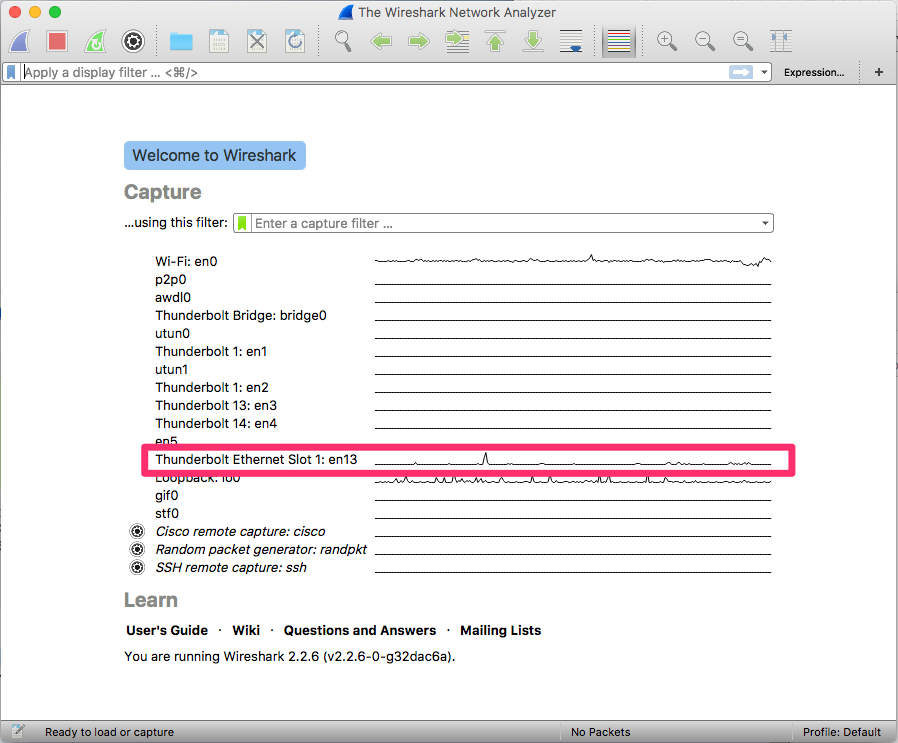 The Wireshark Network Analyzer
Apply a display filter ... <⌘/>
Expression...
+
Welcome to Wireshark
Capture
...using this filter:
Enter a capture filter ...
Wi-Fi: en0
p2p0
awdl0
Thunderbolt Bridge: bridge0
utun0
Thunderbolt 1: en1
utun1
Thunderbolt 1: en2
Thunderbolt 13: en3
Thunderbolt 14: en4
en5
Thunderbolt Ethernet Slot 1: en13
Loopback: lo0
gif0
stf0
Cisco remote capture: cisco
Random packet generator: randpkt
SSH remote capture: ssh
Learn
User's Guide · Wiki · Questions and Answers · Mailing Lists
You are running Wireshark 2.2.6 (v2.2.6-0-g32dac6a).
Ready to load or capture
No Packets
Profile: Default